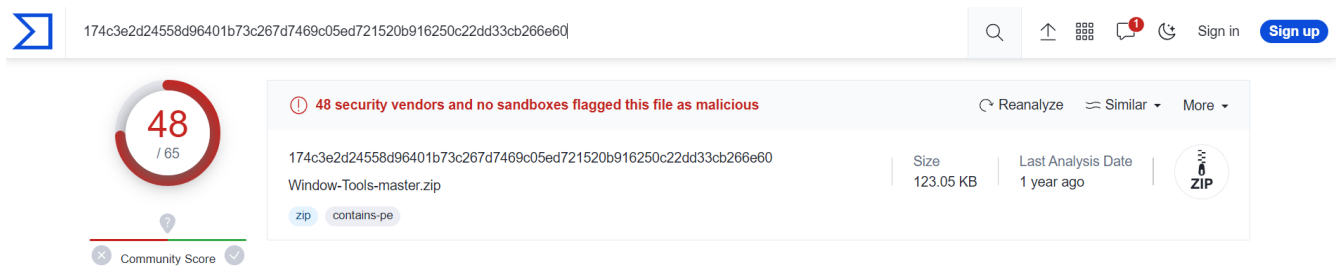 174c3e2d24558d96401b73c267d7469c05ed721520b916250c22dd33cb266e60
1
Sign in
Sign up
48
/ 65
48 security vendors and no sandboxes flagged this file as malicious
Reanalyze
Similar
More
174c3e2d24558d96401b73c267d7469c05ed721520b916250c22dd33cb266e60
Window-Tools-master.zip
zip
contains-pe
Size
123.05 KB
Last Analysis Date
1 year ago
ZIP
?
Community Score